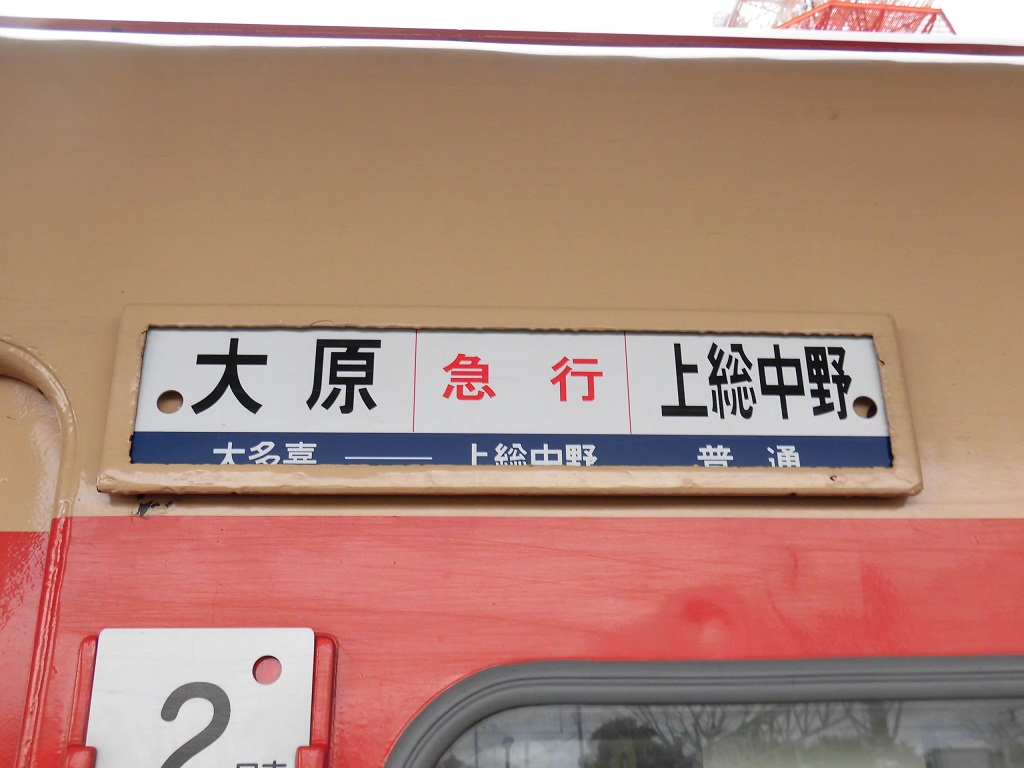 大原 急行 上総中野
大多喜 —— 上総中野 普通
2